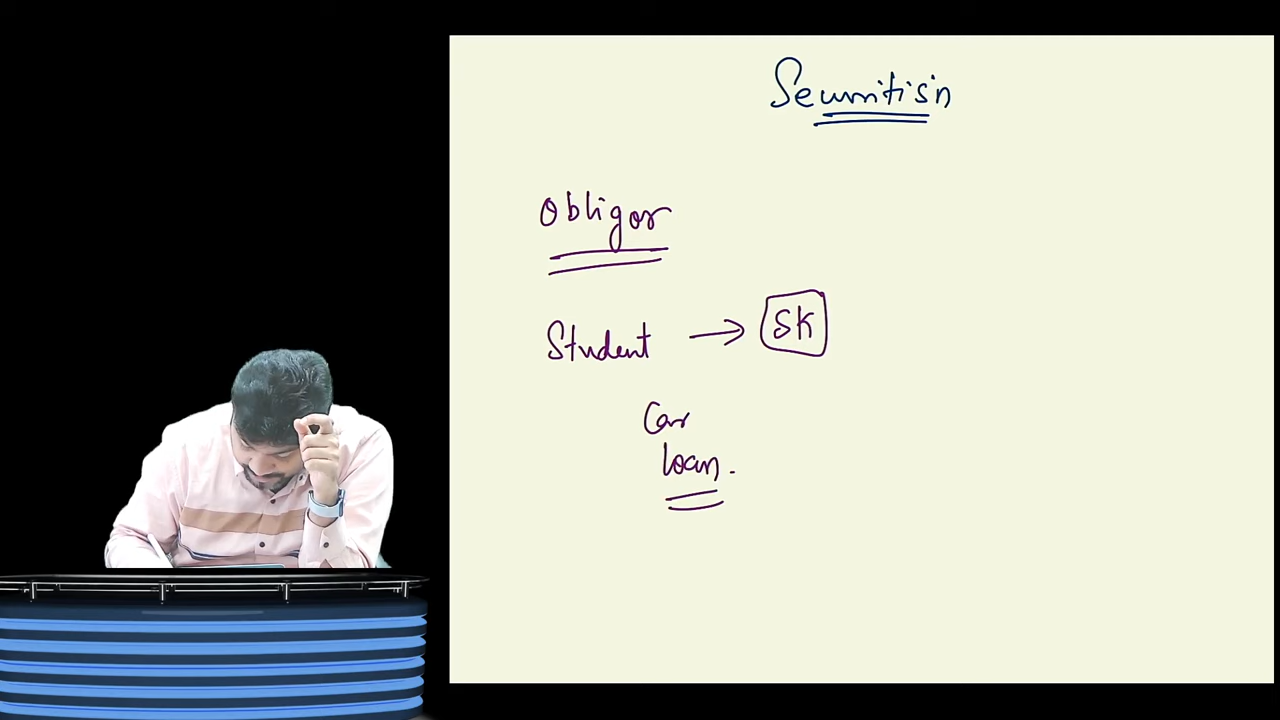 Securitisn
Obligor
Student → SK
Car
loan.